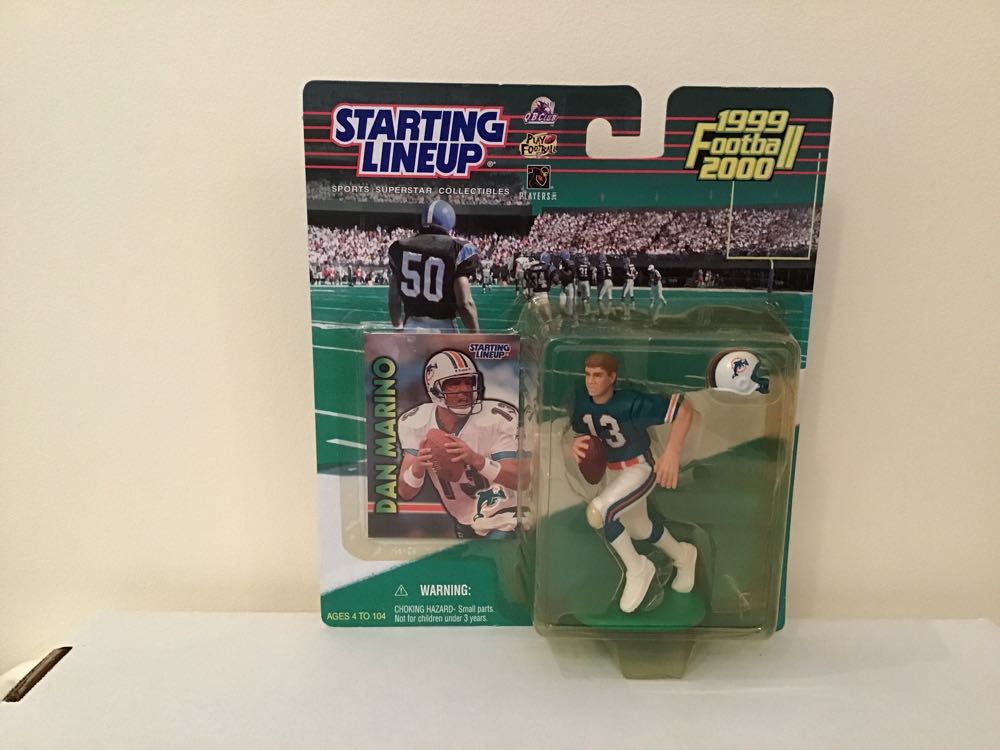 STARTING
LINEUP
SPORTS SUPERSTAR COLLECTIBLES
QB CLUB
PLAY
FOOTBALL
PLAYERS INC
1999
Football
2000
50
STARTING
LINEUP
DAN MARINO
13
13
13
WARNING:
CHOKING HAZARD- Small parts.
Not for children under 3 years.
AGES 4 TO 104